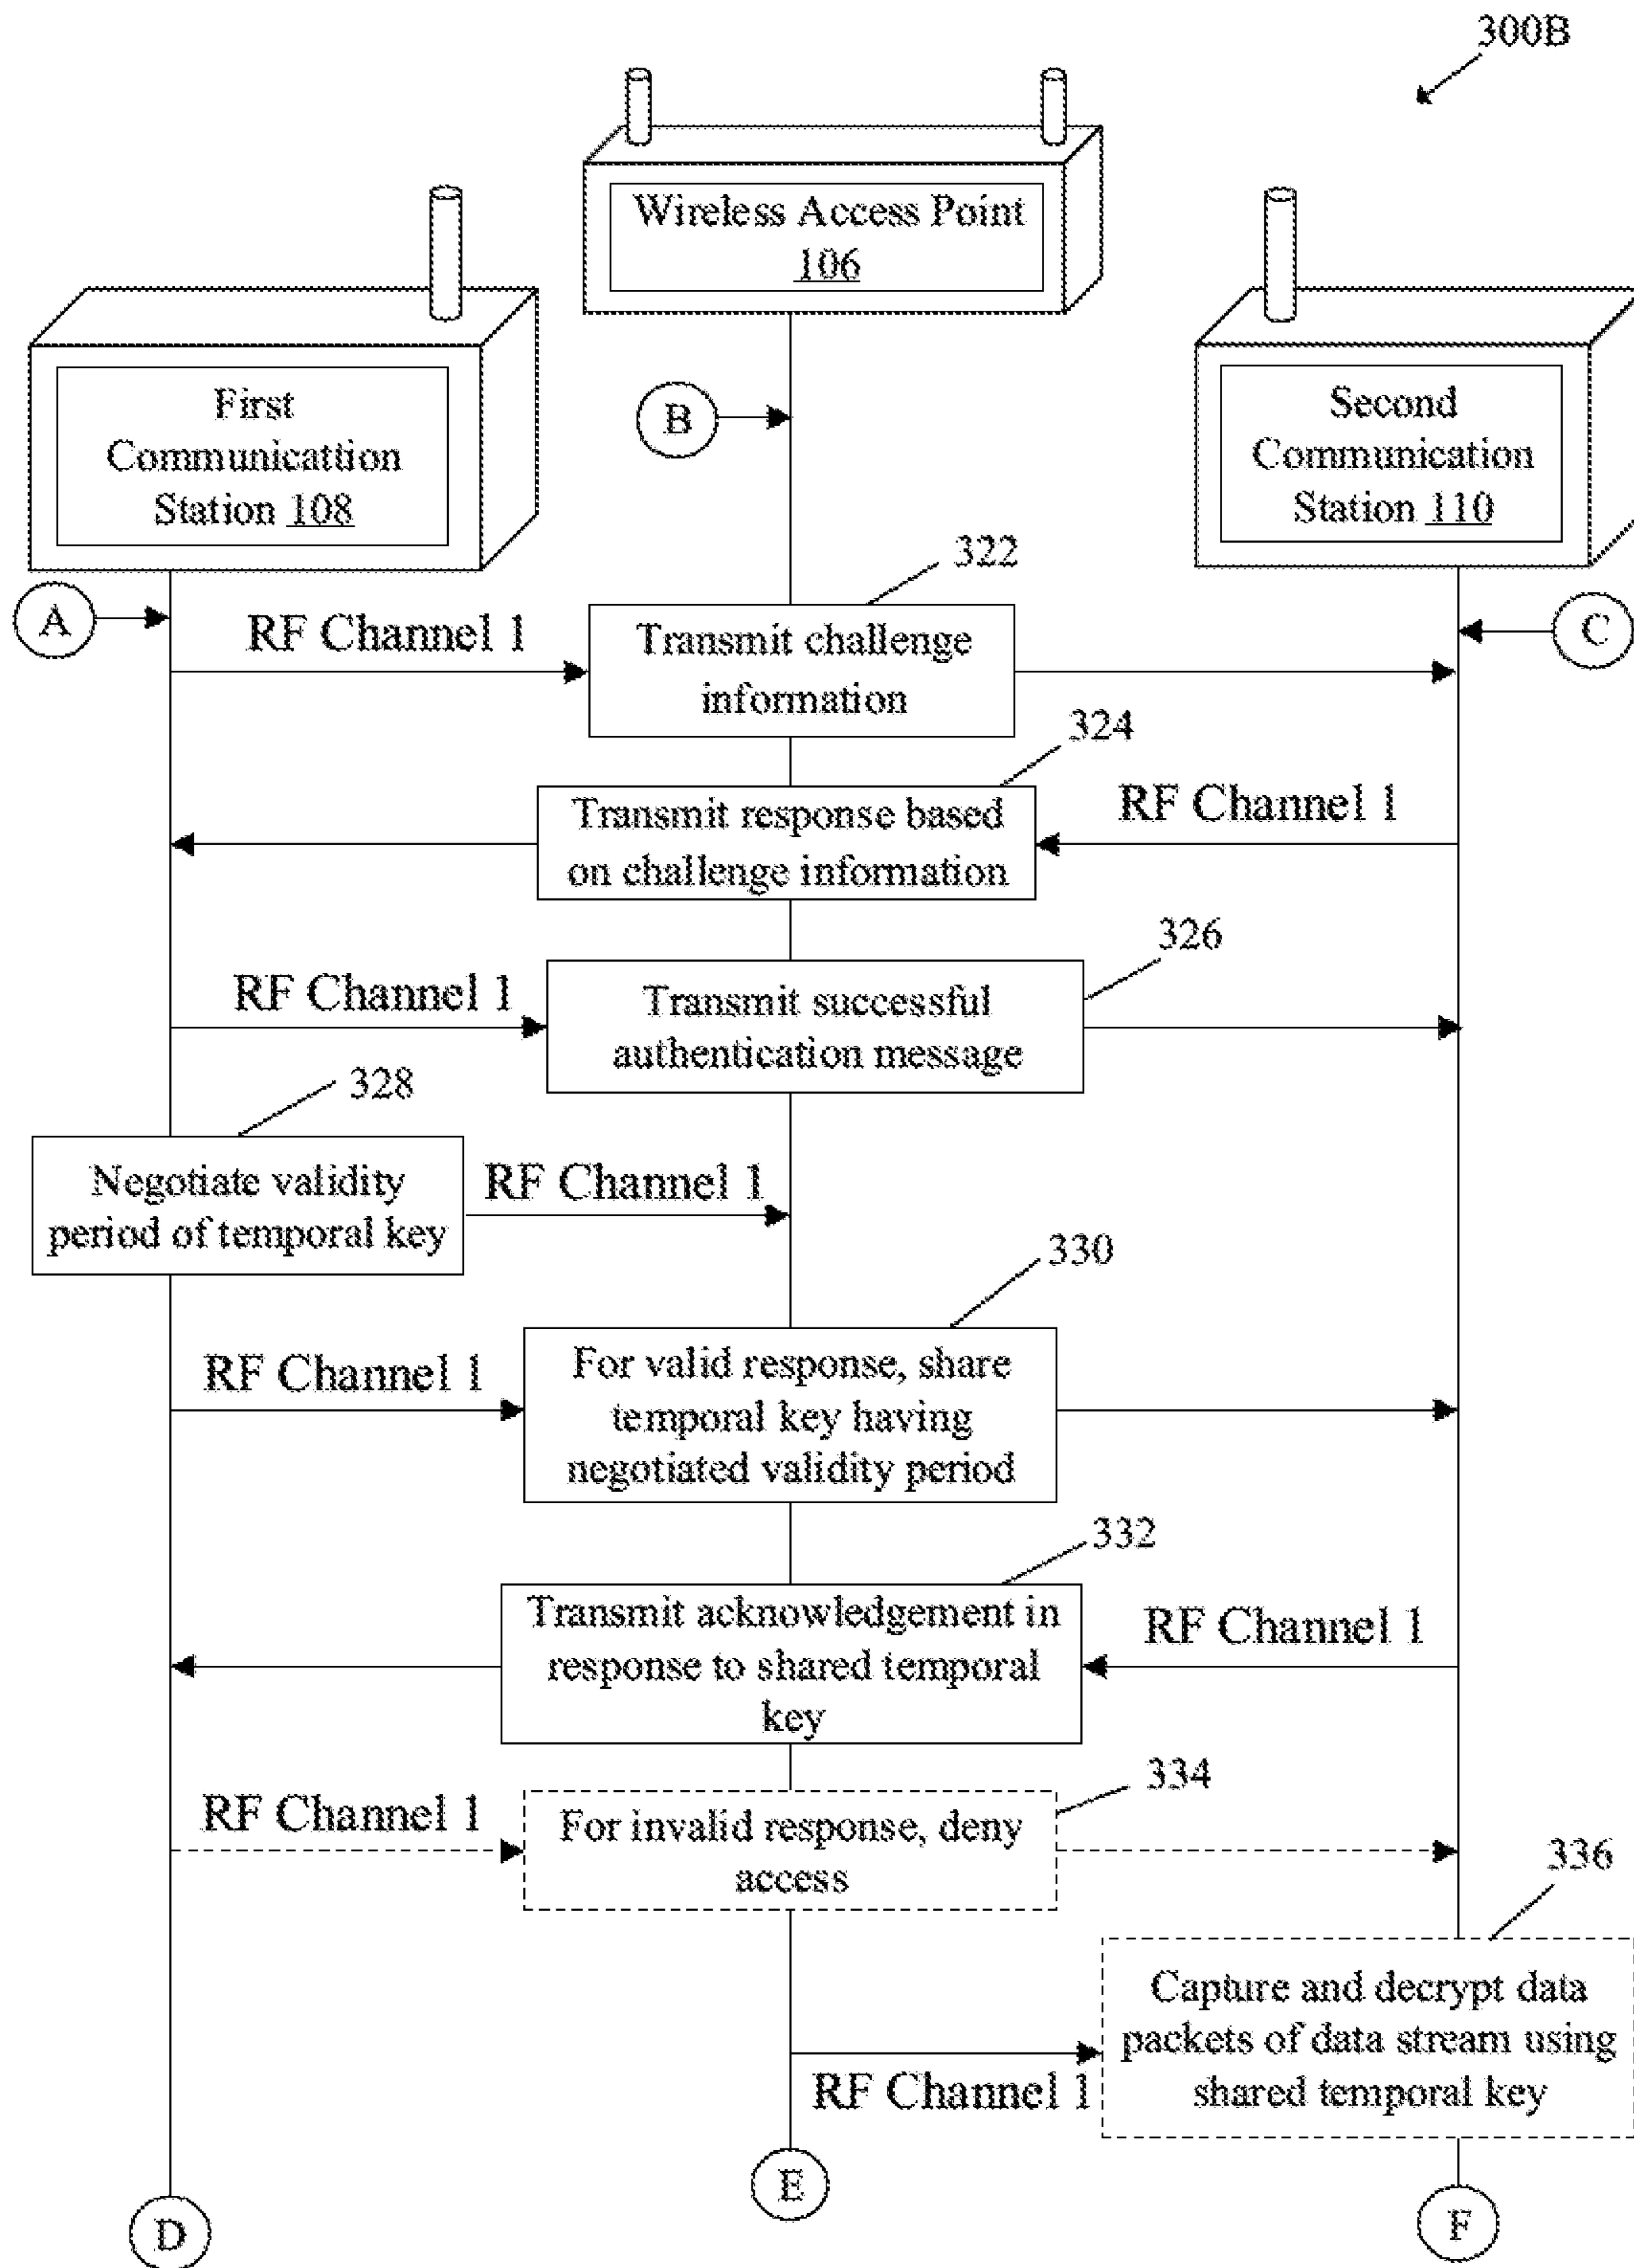 300B
Wireless Access Point
106
First
Communicattion
Station 108
B
Second
Communication
Station 110
A
C
322
RF Channel 1
Transmit challenge
information
324
RF Channel 1
Transmit response based
on challenge information
326
RF Channel 1
Transmit successful
authentication message
328
Negotiate validity
period of temporal key
RF Channel 1
330
RF Channel 1
For valid response, share
temporal key having
negotiated validity period
332
Transmit acknowledgement in
response to shared temporal
key
RF Channel 1
334
RF Channel 1
For invalid response, deny
access
336
Capture and decrypt data
packets of data stream using
shared temporal key
RF Channel 1
D
E
F